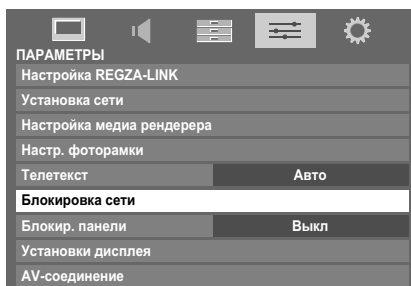 ПАРАМЕТРЫ
Настройка REGZA-LINK
Установка сети
Настройка медиа рендерера
Настр. фоторамки
Телетекст Авто
Блокировка сети
Блокир. панели Выкл
Установки дисплея
AV-соединение